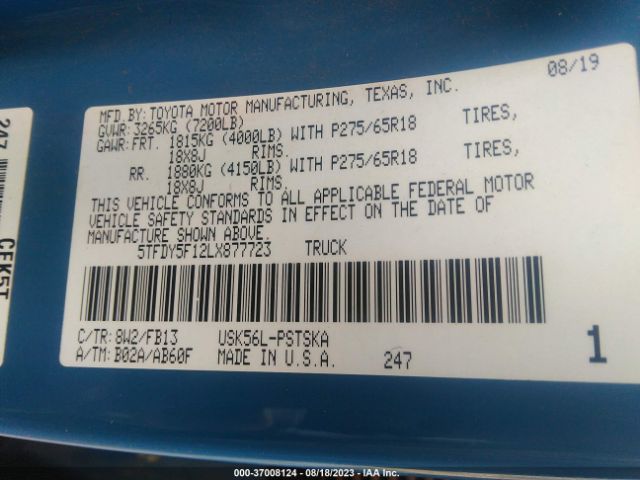 08/19
MFD.BY:TOYOTA MOTOR MANUFACTURING, TEXAS, INC.
GVWR:3265KG (7200LB)
GAWR:FRT. 1815KG (4000LB) WITH P275/65R18 TIRES,
18X8J RIMS.
RR. 1880KG (4150LB) WITH P275/65R18 TIRES,
18X8J RIMS.
THIS VEHICLE CONFORMS TO ALL APPLICABLE FEDERAL MOTOR
VEHICLE SAFETY STANDARDS IN EFFECT ON THE DATE OF
MANUFACTURE SHOWN ABOVE.
5TFDY5F12LX877723 TRUCK
C/TR:8W2/FB13 USK56L-PSTSKA
A/TM:B02A/AB60F MADE IN U.S.A. 247 1
247
CEK5T
000-37008124 - 08/18/2023 - IAA Inc.